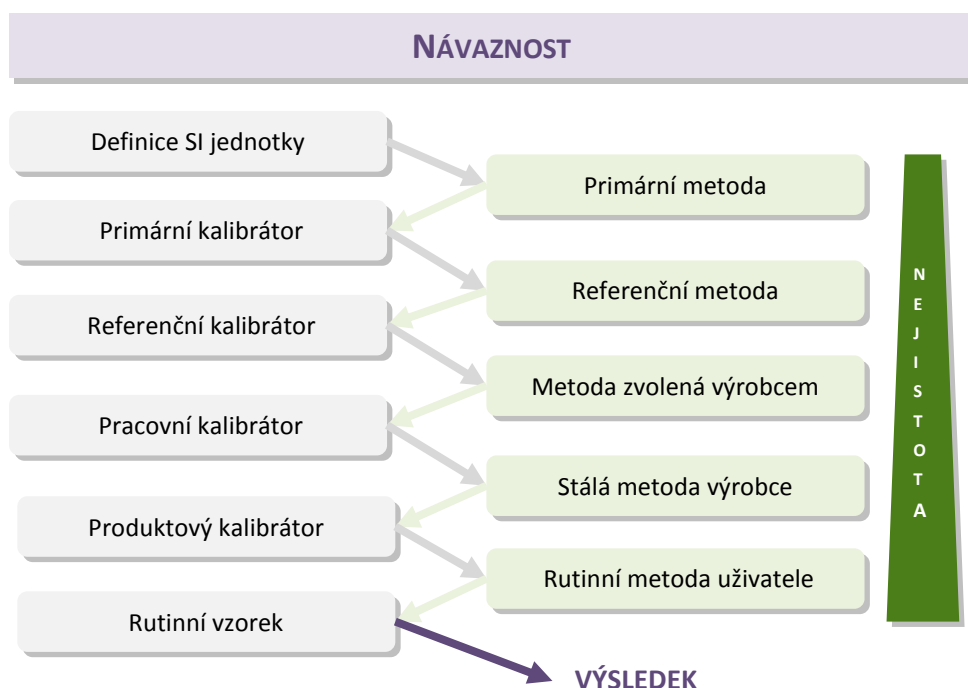 NÁVAZNOST
Definice SI jednotky
Primární metoda
Primární kalibrátor
Referenční metoda
Referenční kalibrátor
Metoda zvolená výrobcem
Pracovní kalibrátor
Stálá metoda výrobce
Produktový kalibrátor
Rutinní metoda uživatele
Rutinní vzorek
VÝSLEDEK
NEJISTOTA